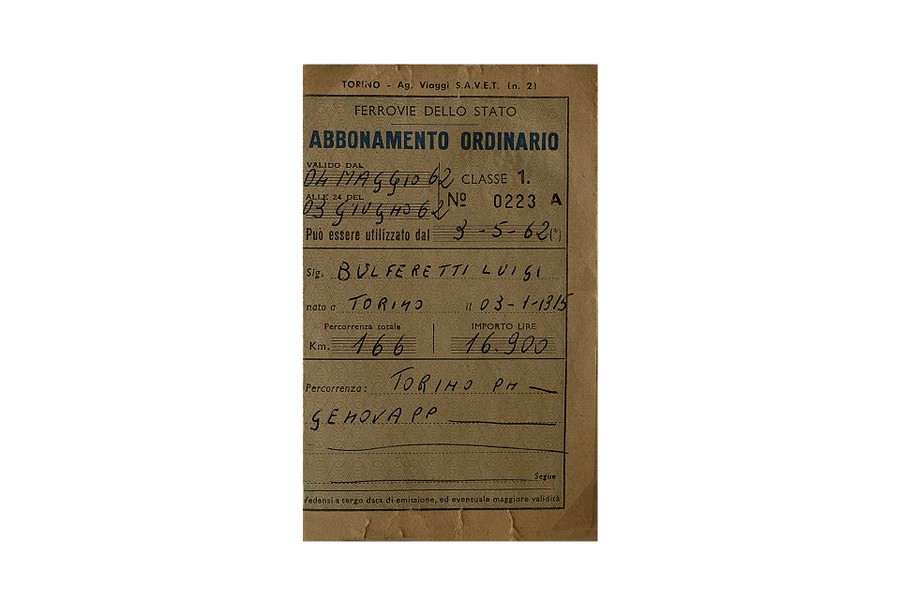 TORINO - Ag. Viaggi S.A.V.E.T. (n. 2)
FERROVIE DELLO STATO
ABBONAMENTO ORDINARIO
VALIDO DAL
04 MAGGIO 62
CLASSE 1.
ALLE 24 DEL
03 GIUGNO 62
Nº 0223 A
Può essere utilizzato dal 3-5-62(*)
Sig. BULFERETTI LUIGI
nato a TORINO il 03-1-1315
Percorrenza totale
IMPORTO LIRE
Km. 166
16.900
Percorrenza: TORINO PN
GENOVA PP
Segue
Vedansi a tergo data di emissione, ed eventuale maggiore validità